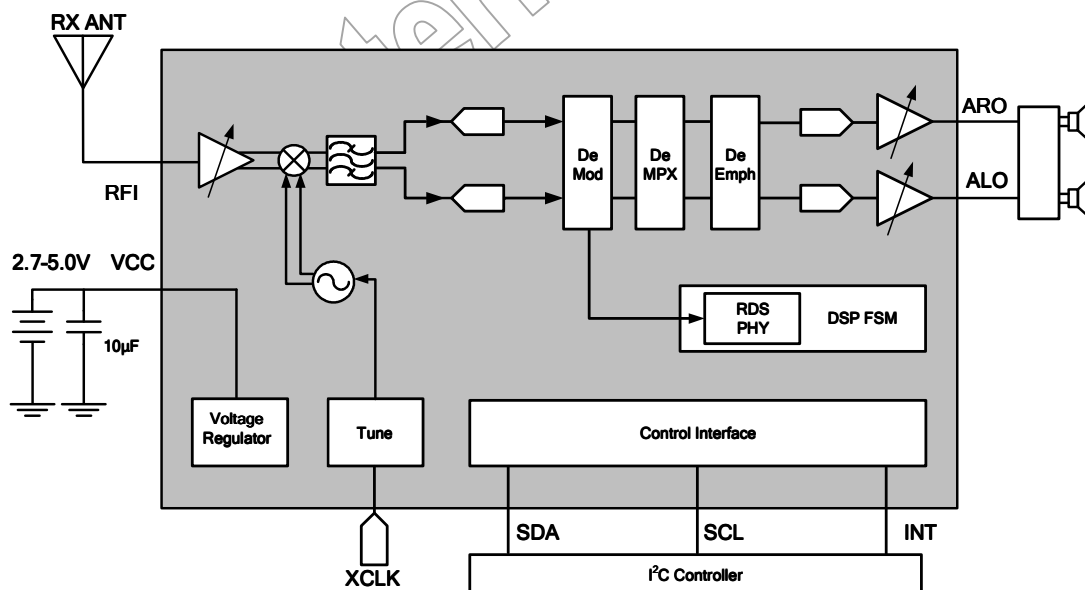 RX ANT
RFI
2.7-5.0V VCC
10µF
De
Mod
De
MPX
De
Emph
ARO
ALO
RDS
PHY
DSP FSM
Voltage
Regulator
Tune
Control Interface
XCLK
SDA
SCL
INT
I²C Controller